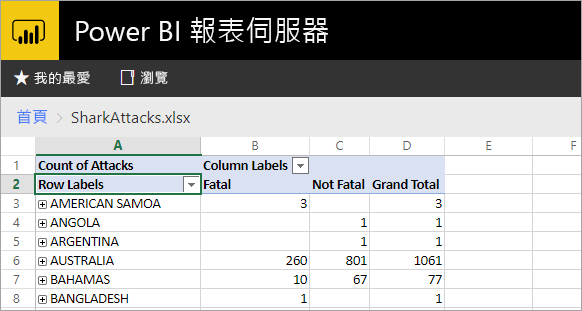 Power BI 報表伺服器
我的最愛 瀏覽
首頁 SharkAttacks.xlsx
A B C D E F
1 Count of Attacks Column Labels
2 Row Labels Fatal Not Fatal Grand Total
3 AMERICAN SAMOA 3 3
4 ANGOLA 1 1
5 ARGENTINA 1 1
6 AUSTRALIA 260 801 1061
7 BAHAMAS 10 67 77
8 BANGLADESH 1 1